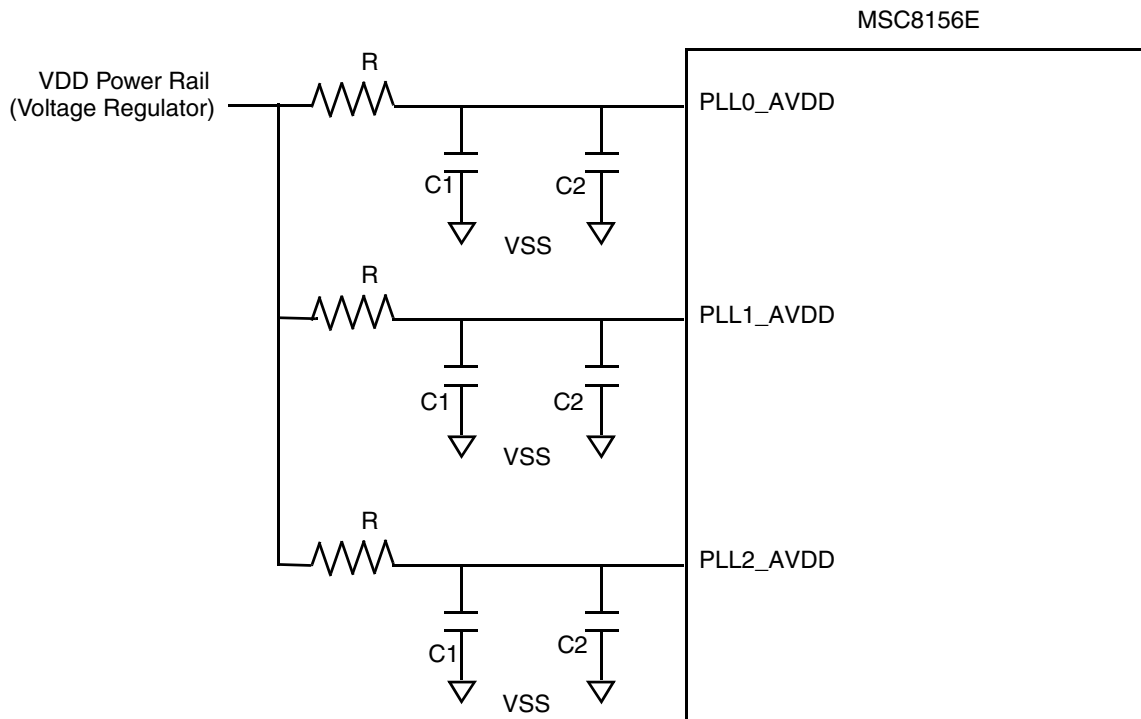 MSC8156E
R
VDD Power Rail
(Voltage Regulator)
PLL0_AVDD
C1
C2
VSS
R
PLL1_AVDD
C1
C2
VSS
R
PLL2_AVDD
C1
C2
VSS